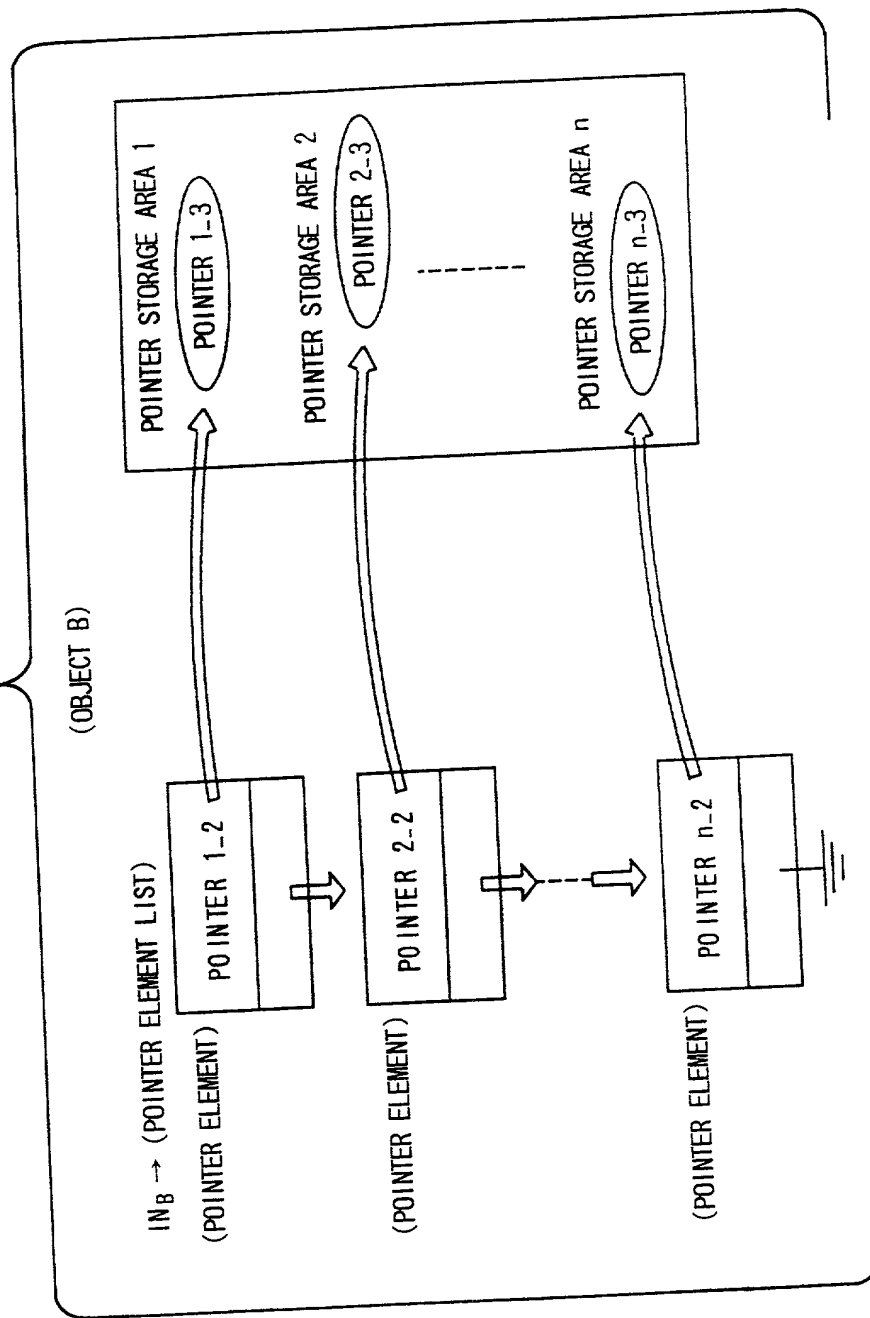 (OBJECT B)
IN_B → (POINTER ELEMENT LIST)
(POINTER ELEMENT)
POINTER 1_2
(POINTER ELEMENT)
POINTER 2_2
(POINTER ELEMENT)
POINTER n_2
POINTER STORAGE AREA 1
POINTER 1_3
POINTER STORAGE AREA 2
POINTER 2_3
POINTER STORAGE AREA n
POINTER n_3